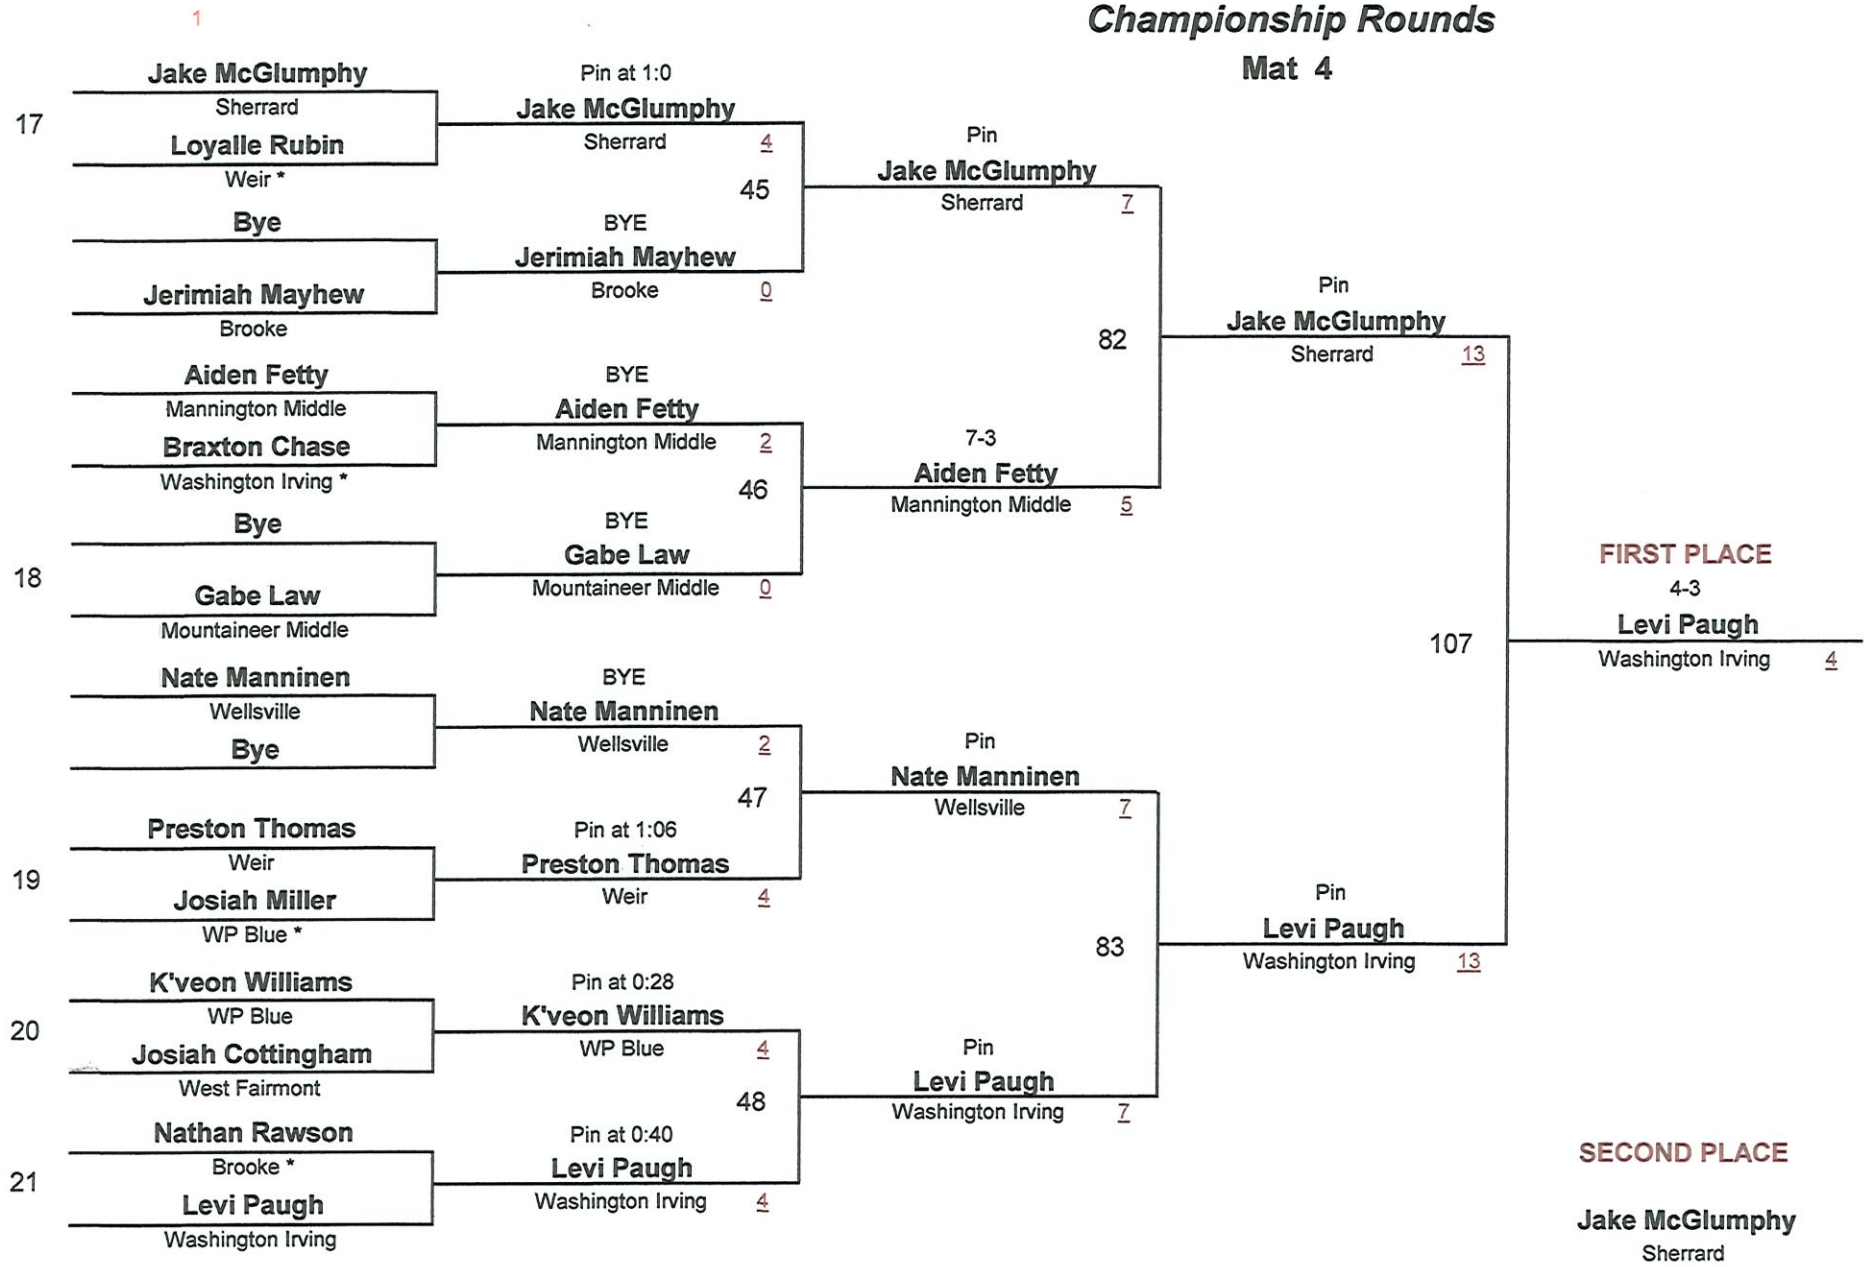 1
Championship Rounds
Mat 4
17
Jake McGlumphy
Sherrard
Loyalle Rubin
Weir *
Bye
Jerimiah Mayhew
Brooke
Aiden Fetty
Mannington Middle
Braxton Chase
Washington Irving *
Bye
18
Gabe Law
Mountaineer Middle
Nate Manninen
Wellsville
Bye
Preston Thomas
19
Weir
Josiah Miller
WP Blue *
K'veon Williams
20
WP Blue
Josiah Cottingham
West Fairmont
Nathan Rawson
21
Brooke *
Levi Paugh
Washington Irving
Pin at 1:0
Jake McGlumphy
Sherrard 4
45
BYE
Jerimiah Mayhew
Brooke 0
BYE
Aiden Fetty
Mannington Middle 2
46
BYE
Gabe Law
Mountaineer Middle 0
BYE
Nate Manninen
Wellsville 2
47
Pin at 1:06
Preston Thomas
Weir 4
Pin at 0:28
K'veon Williams
WP Blue 4
48
Pin at 0:40
Levi Paugh
Washington Irving 4
Pin
Jake McGlumphy
Sherrard 7
82
7-3
Aiden Fetty
Mannington Middle 5
Pin
Nate Manninen
Wellsville 7
83
Pin
Levi Paugh
Washington Irving 7
Pin
Jake McGlumphy
Sherrard 13
107
Pin
Levi Paugh
Washington Irving 13
FIRST PLACE
4-3
Levi Paugh
Washington Irving 4
SECOND PLACE
Jake McGlumphy
Sherrard